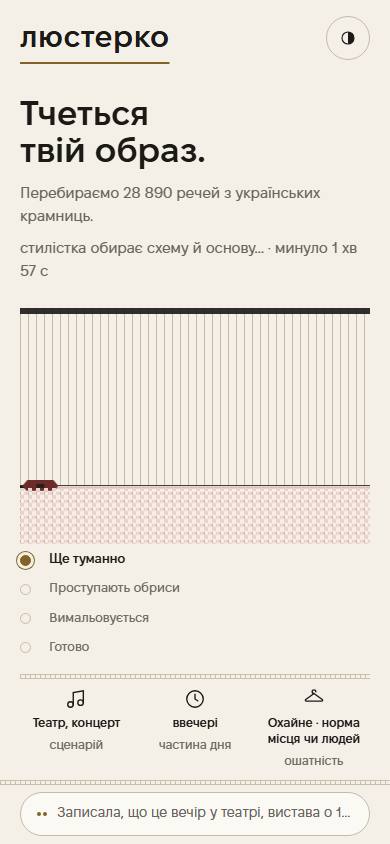 люстерко
Тчеться
твій образ.
Перебираємо 28 890 речей з українських
крамниць.
стилістка обирає схему й основу… · минуло 1 хв
57 с
Ще туманно
Проступають обриси
Вимальовується
Готово
Театр, концерт
сценарій
ввечері
частина дня
Охайне · норма
місця чи людей
ошатність
Записала, що це вечір у театрі, вистава о 1…